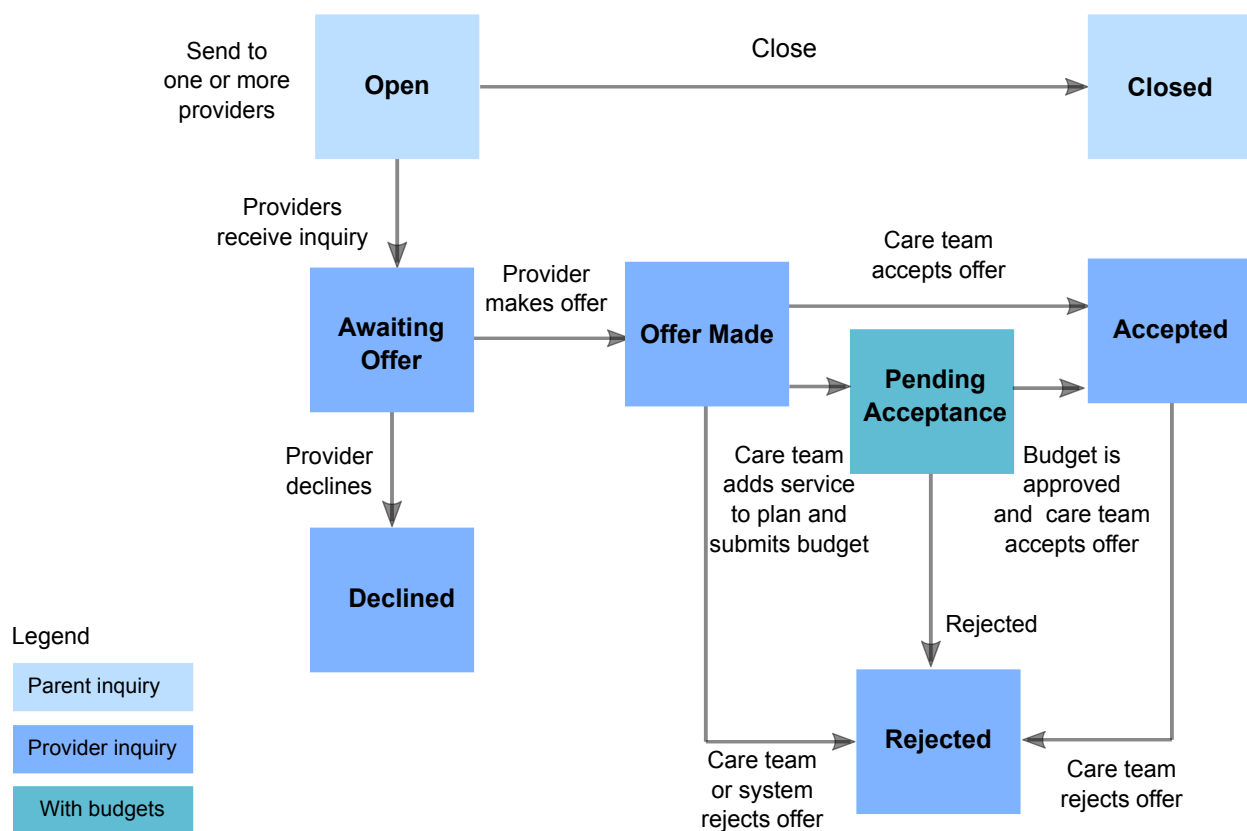 Send to
one or more
providers
Open
Close
Closed
Providers
receive inquiry
Awaiting
Offer
Provider
makes offer
Offer Made
Care team
accepts offer
Accepted
Pending
Acceptance
Provider
declines
Declined
Care team
adds service
to plan and
submits budget
Budget is
approved
and care team
accepts offer
Rejected
Rejected
Care team
or system
rejects offer
Care team
rejects offer
Legend
Parent inquiry
Provider inquiry
With budgets